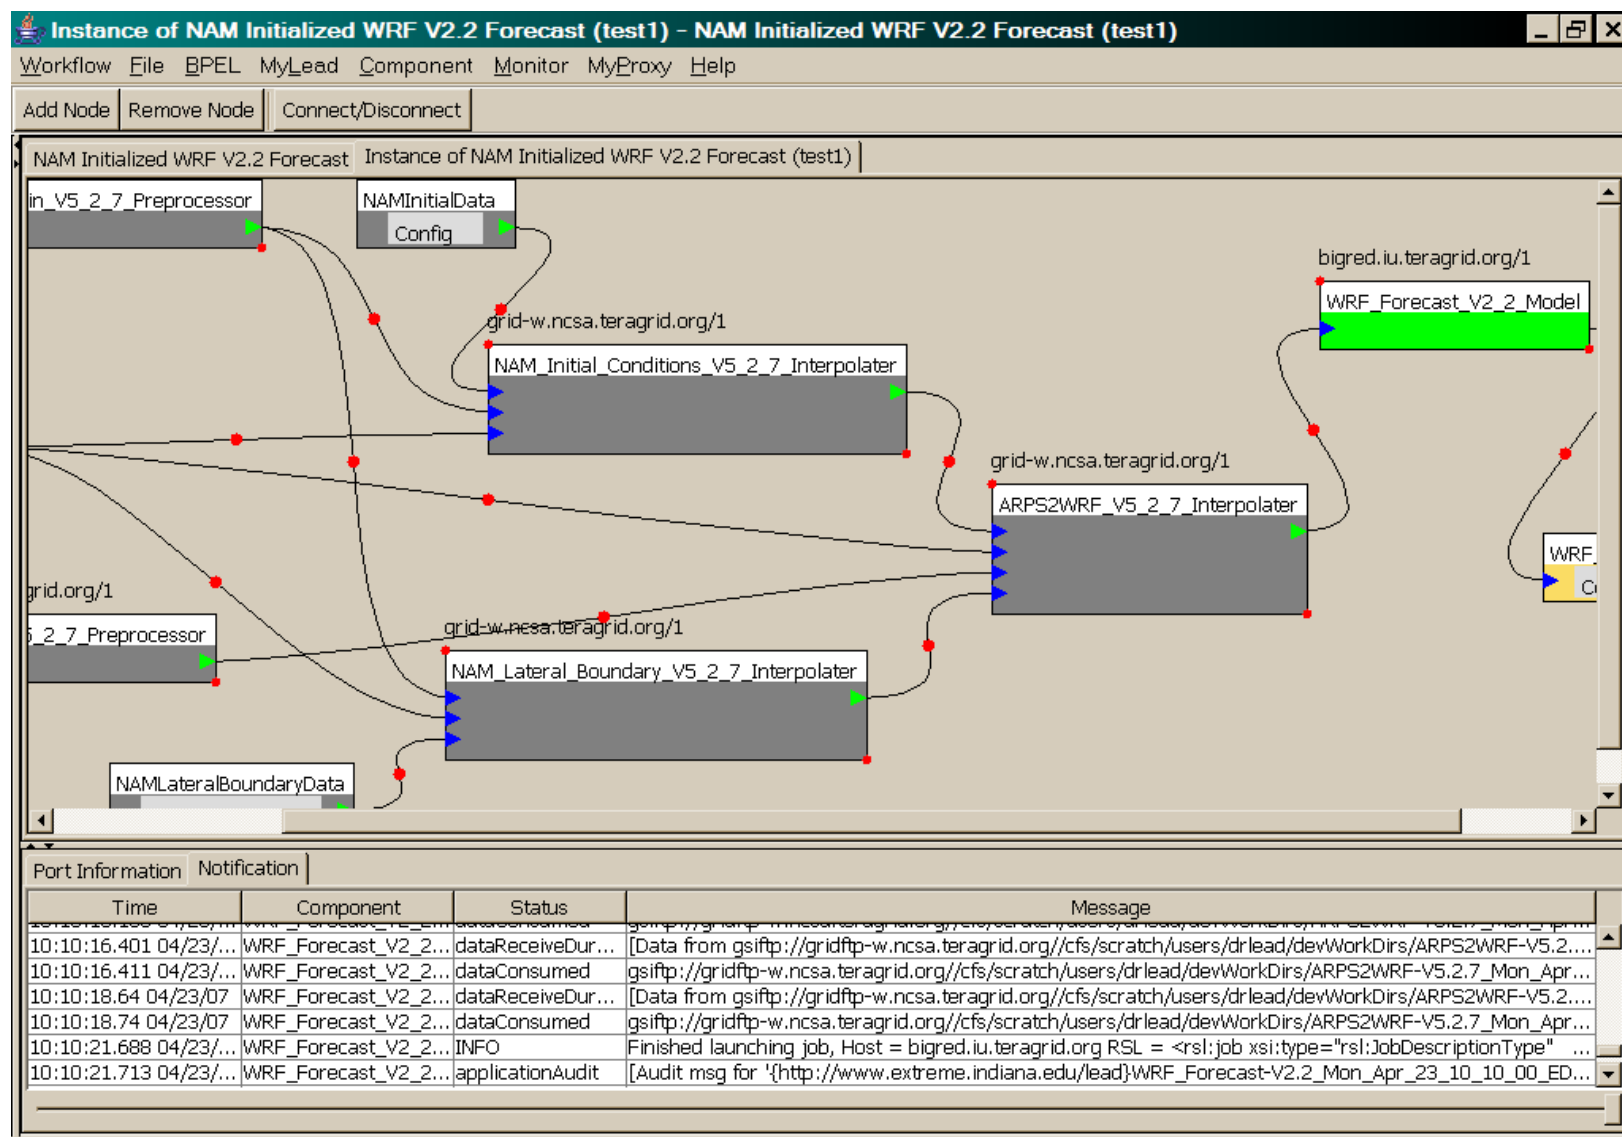 Instance of NAM Initialized WRF V2.2 Forecast (test1) - NAM Initialized WRF V2.2 Forecast (test1)
Workflow File BPEL MyLead Component Monitor MyProxy Help
Add Node Remove Node Connect/Disconnect
NAM Initialized WRF V2.2 Forecast Instance of NAM Initialized WRF V2.2 Forecast (test1)
in_V5_2_7_Preprocessor
NAMInitialData
Config
bigred.iu.teragrid.org/1
WRF_Forecast_V2_2_Model
grid-w.ncsa.teragrid.org/1
NAM_Initial_Conditions_V5_2_7_Interpolater
grid-w.ncsa.teragrid.org/1
ARPS2WRF_V5_2_7_Interpolater
WRF_
grid.org/1
5_2_7_Preprocessor
grid-w.ncsa.teragrid.org/1
NAM_Lateral_Boundary_V5_2_7_Interpolater
NAMLateralBoundaryData
Port Information Notification
Time Component Status Message
10:10:16.401 04/23/... WRF_Forecast_V2_2... dataReceiveDur... [Data from gsiftp://gridftp-w.ncsa.teragrid.org//cfs/scratch/users/drlead/devWorkDirs/ARPS2WRF-V5.2....
10:10:16.411 04/23/... WRF_Forecast_V2_2... dataConsumed gsiftp://gridftp-w.ncsa.teragrid.org//cfs/scratch/users/drlead/devWorkDirs/ARPS2WRF-V5.2.7_Mon_Apr...
10:10:18.64 04/23/07 WRF_Forecast_V2_2... dataReceiveDur... [Data from gsiftp://gridftp-w.ncsa.teragrid.org//cfs/scratch/users/drlead/devWorkDirs/ARPS2WRF-V5.2....
10:10:18.74 04/23/07 WRF_Forecast_V2_2... dataConsumed gsiftp://gridftp-w.ncsa.teragrid.org//cfs/scratch/users/drlead/devWorkDirs/ARPS2WRF-V5.2.7_Mon_Apr...
10:10:21.688 04/23/... WRF_Forecast_V2_2... INFO Finished launching job, Host = bigred.iu.teragrid.org RSL = <rsl:job xsi:type="rsl:JobDescriptionType" ...
10:10:21.713 04/23/... WRF_Forecast_V2_2... applicationAudit [Audit msg for '{http://www.extreme.indiana.edu/lead}WRF_Forecast-V2.2_Mon_Apr_23_10_10_00_ED...